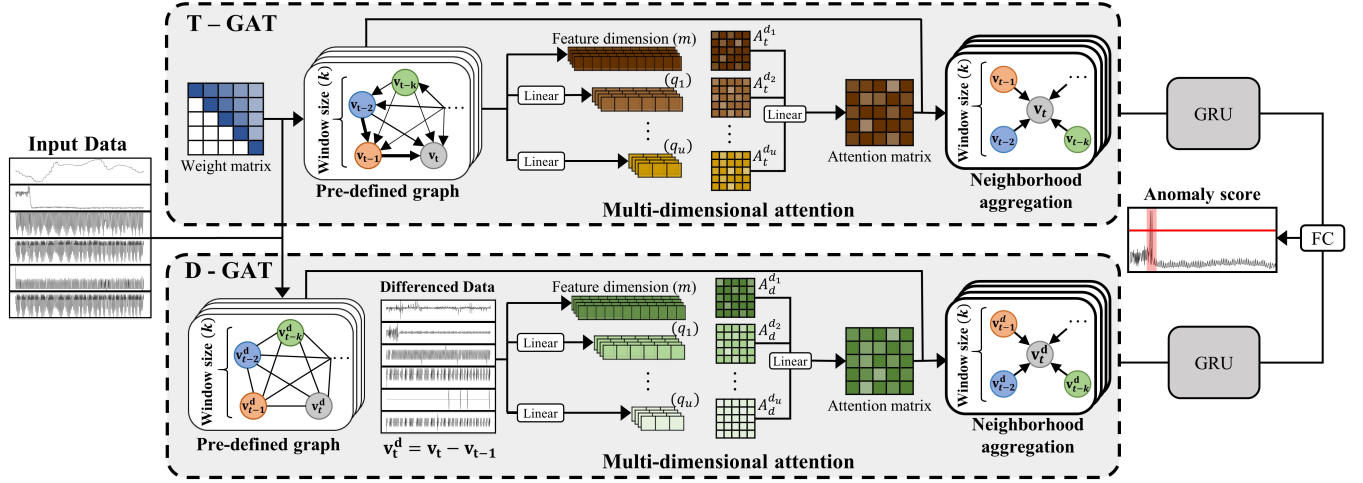 Input Data
T – GAT
Weight matrix
Window size (k)
v_{t-k}
v_{t-2}
v_{t-1}
v_t
....
Pre-defined graph
Feature dimension (m)
Linear
(q_1)
⋮
Linear
(q_u)
A_t^{d_1}
A_t^{d_2}
⋮
A_t^{d_u}
Linear
Attention matrix
Multi-dimensional attention
Window size (k)
v_{t-1}
...
v_t
v_{t-2}
v_{t-k}
Neighborhood
aggregation
GRU
D - GAT
Window size (k)
v_{t-k}^d
v_{t-2}^d
v_{t-1}^d
v_t^d
....
Pre-defined graph
Differenced Data
v_t^d = v_t − v_{t−1}
Feature dimension (m)
Linear
(q_1)
⋮
Linear
(q_u)
A_d^{d_1}
A_d^{d_2}
⋮
A_d^{d_u}
Linear
Attention matrix
Multi-dimensional attention
Window size (k)
v_{t-1}^d
...
v_t^d
v_{t-2}^d
v_{t-k}^d
Neighborhood
aggregation
GRU
Anomaly score
FC